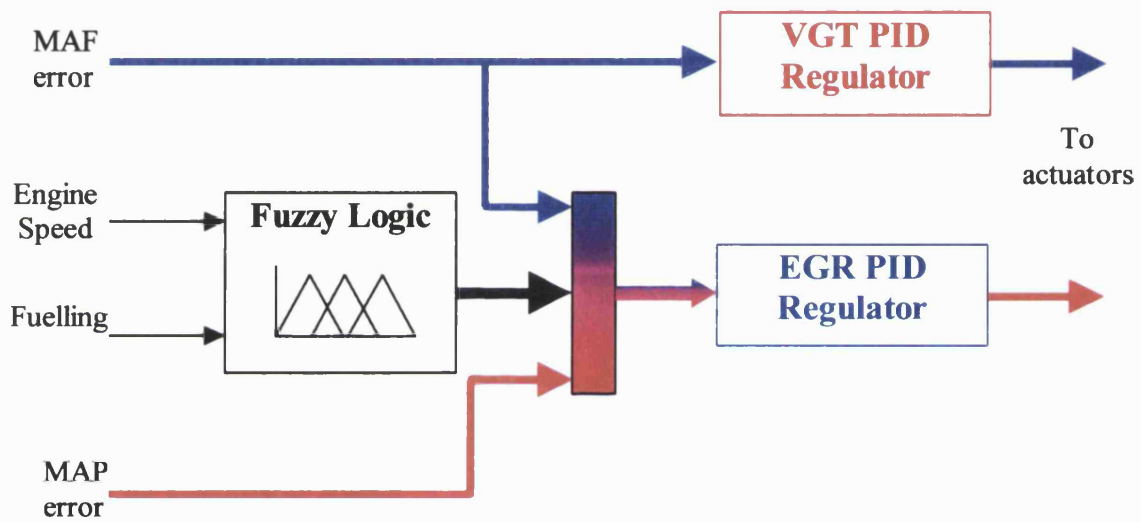 MAF
error
VGT PID
Regulator
To
actuators
Engine
Speed
Fuzzy Logic
Fuelling
EGR PID
Regulator
MAP
error